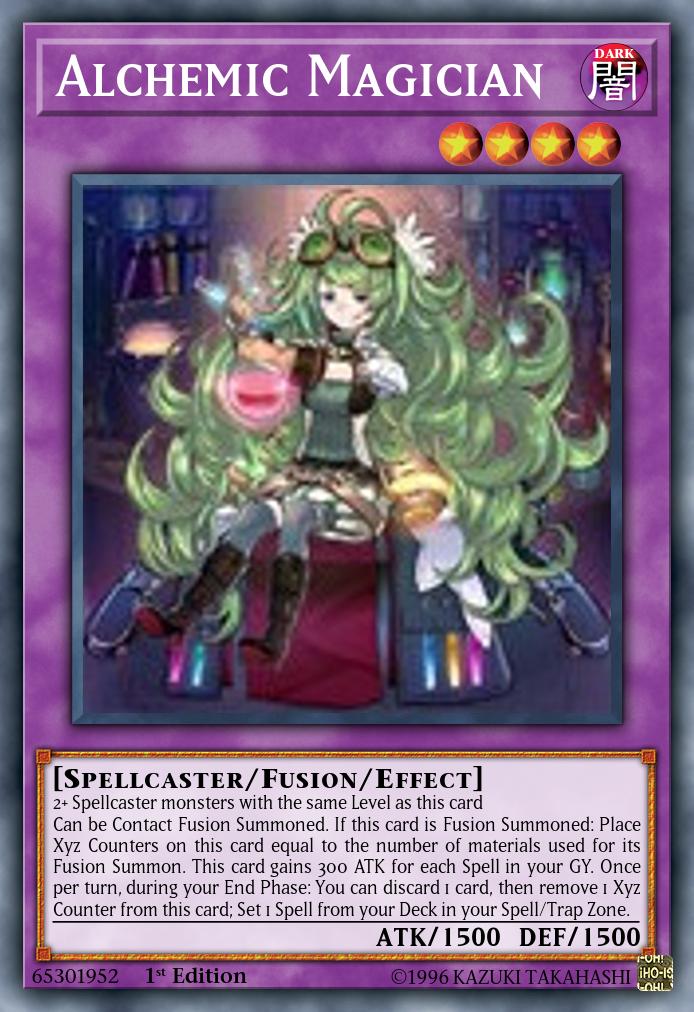 ALCHEMIC MAGICIAN
DARK
闇
[SPELLCASTER/FUSION/EFFECT]
2+ Spellcaster monsters with the same Level as this card
Can be Contact Fusion Summoned. If this card is Fusion Summoned: Place
Xyz Counters on this card equal to the number of materials used for its
Fusion Summon. This card gains 300 ATK for each Spell in your GY. Once
per turn, during your End Phase: You can discard 1 card, then remove 1 Xyz
Counter from this card; Set 1 Spell from your Deck in your Spell/Trap Zone.
ATK/1500 DEF/1500
65301952 1st Edition ©1996 KAZUKI TAKAHASHI